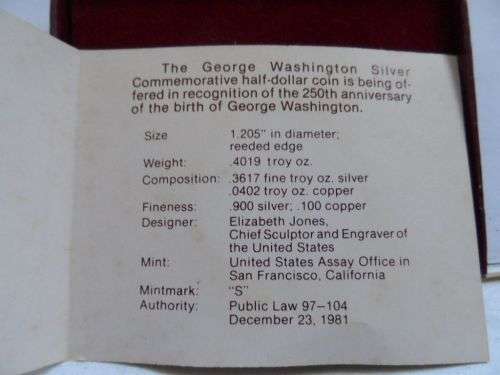 The George Washington Silver
Commemorative half-dollar coin is being of-
fered in recognition of the 250th anniversary
of the birth of George Washington.
Size 1.205" in diameter;
reeded edge
Weight: .4019 troy oz.
Composition: .3617 fine troy oz. silver
.0402 troy oz. copper
Fineness: .900 silver; .100 copper
Designer: Elizabeth Jones,
Chief Sculptor and Engraver of
the United States
Mint: United States Assay Office in
San Francisco, California
Mintmark: "S"
Authority: Public Law 97-104
December 23, 1981